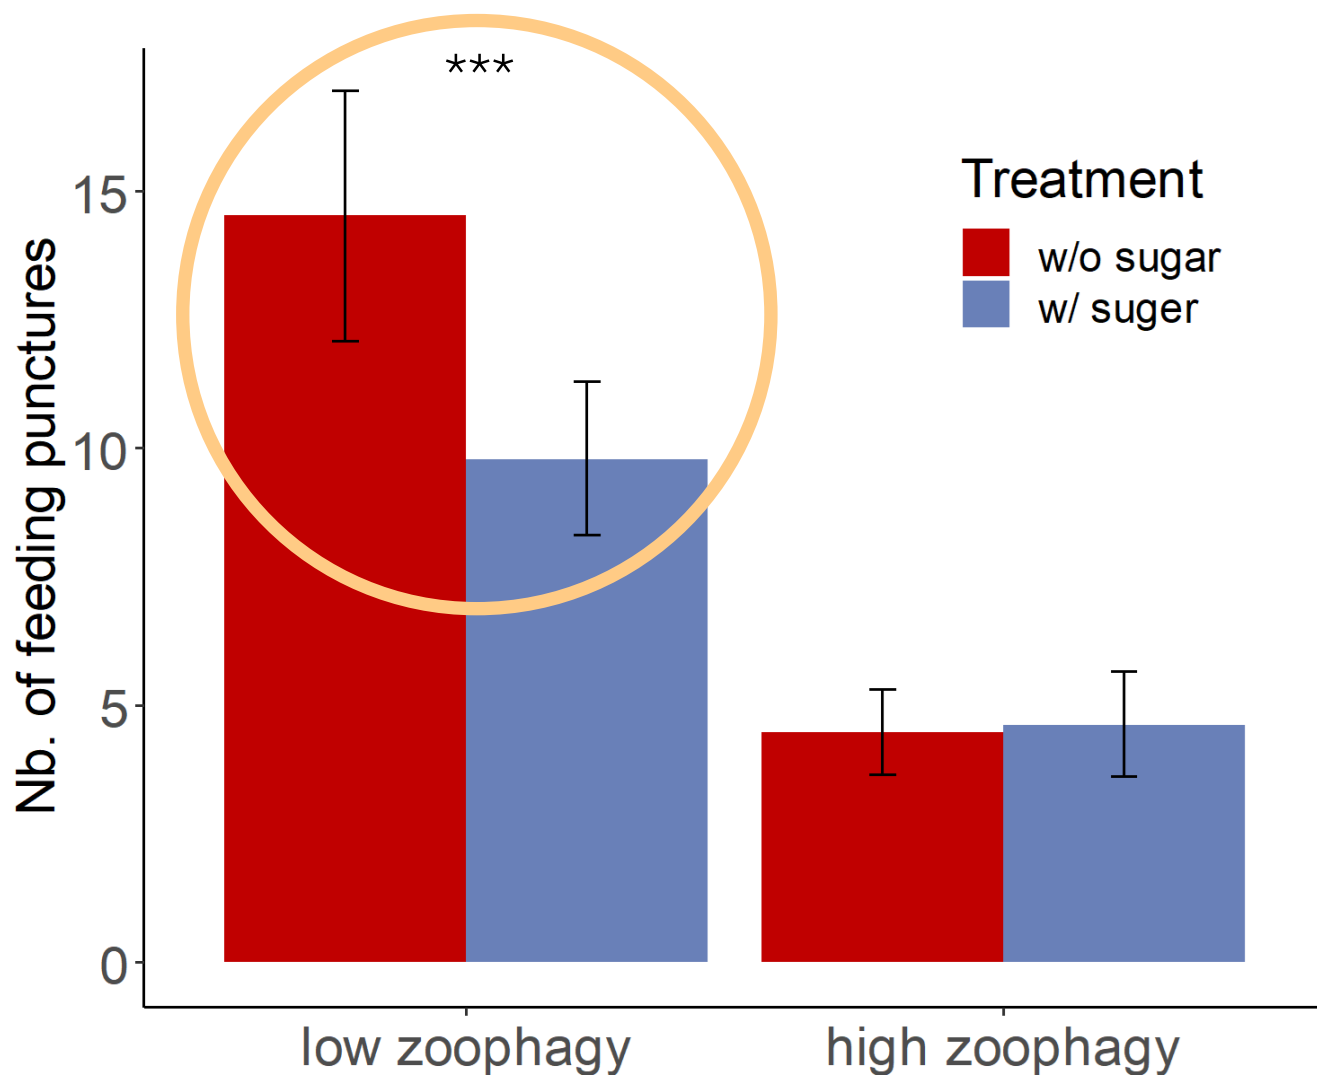 ***
15
10
5
0
Nb. of feeding punctures
Treatment
w/o sugar
w/ suger
low zoophagy
high zoophagy